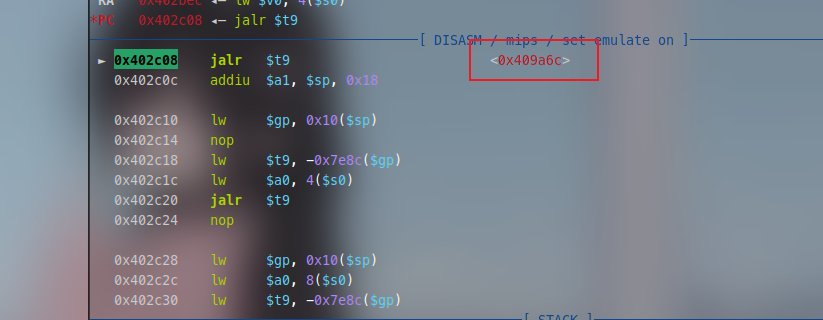 RA   0x402bec ◂— lw $v0, 4($s0)
*PC   0x402c08 ◂— jalr $t9
[ DISASM / mips / set emulate on ]
► 0x402c08    jalr   $t9                         <0x409a6c>
0x402c0c    addiu  $a1, $sp, 0x18
0x402c10    lw     $gp, 0x10($sp)
0x402c14    nop
0x402c18    lw     $t9, -0x7e8c($gp)
0x402c1c    lw     $a0, 4($s0)
0x402c20    jalr   $t9
0x402c24    nop
0x402c28    lw     $gp, 0x10($sp)
0x402c2c    lw     $a0, 8($s0)
0x402c30    lw     $t9, -0x7e8c($gp)
[ STACK ]